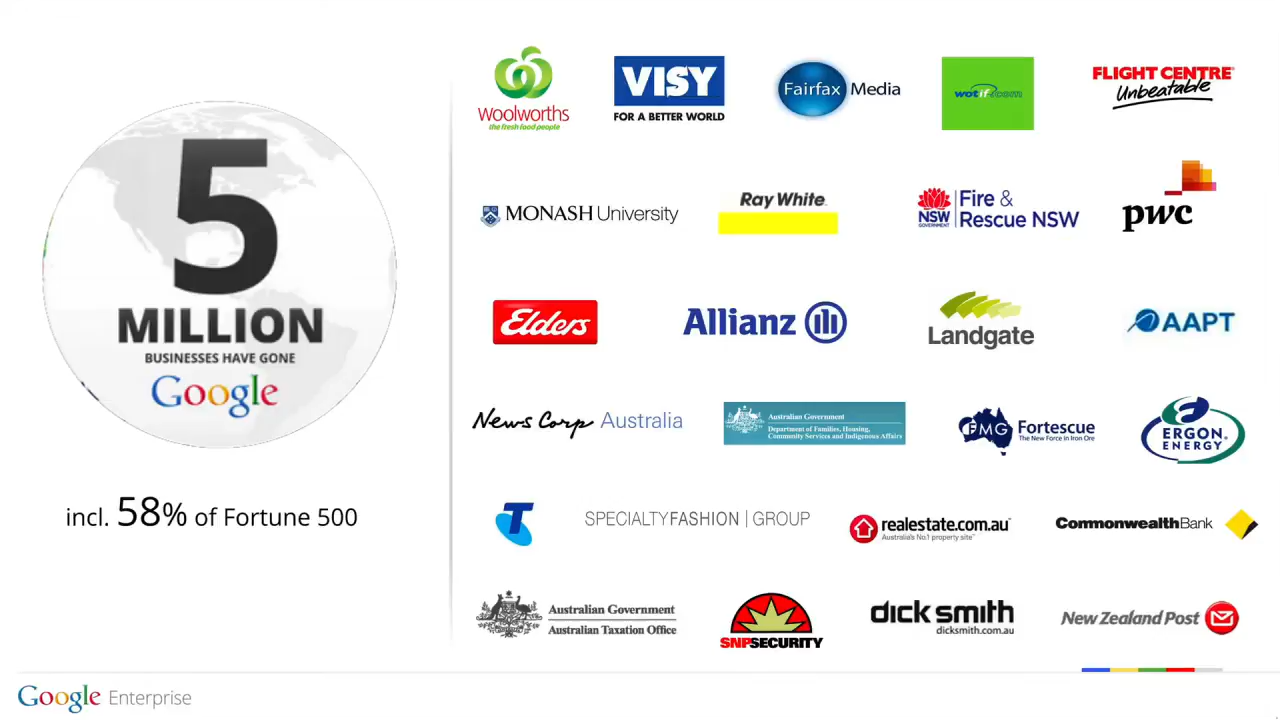 5
MILLION
BUSINESSES HAVE GONE
Google
incl. 58% of Fortune 500
Woolworths
the fresh food people
VISY
FOR A BETTER WORLD
Fairfax Media
wotif.com
FLIGHT CENTRE
Unbeatable
MONASH University
Ray White
NSW
GOVERNMENT
Fire &
Rescue NSW
pwc
Elders
Allianz
Landgate
AAPT
News Corp Australia
Australian Government
Department of Families, Housing,
Community Services and Indigenous Affairs
FMG
Fortescue
The New Force in Iron Ore
ERGON
ENERGY
T
SPECIALTYFASHION|GROUP
realestate.com.au
Australia's No.1 property site
CommonwealthBank
Australian Government
Australian Taxation Office
SNPSECURITY
dick smith
dicksmith.com.au
New Zealand Post
Google Enterprise